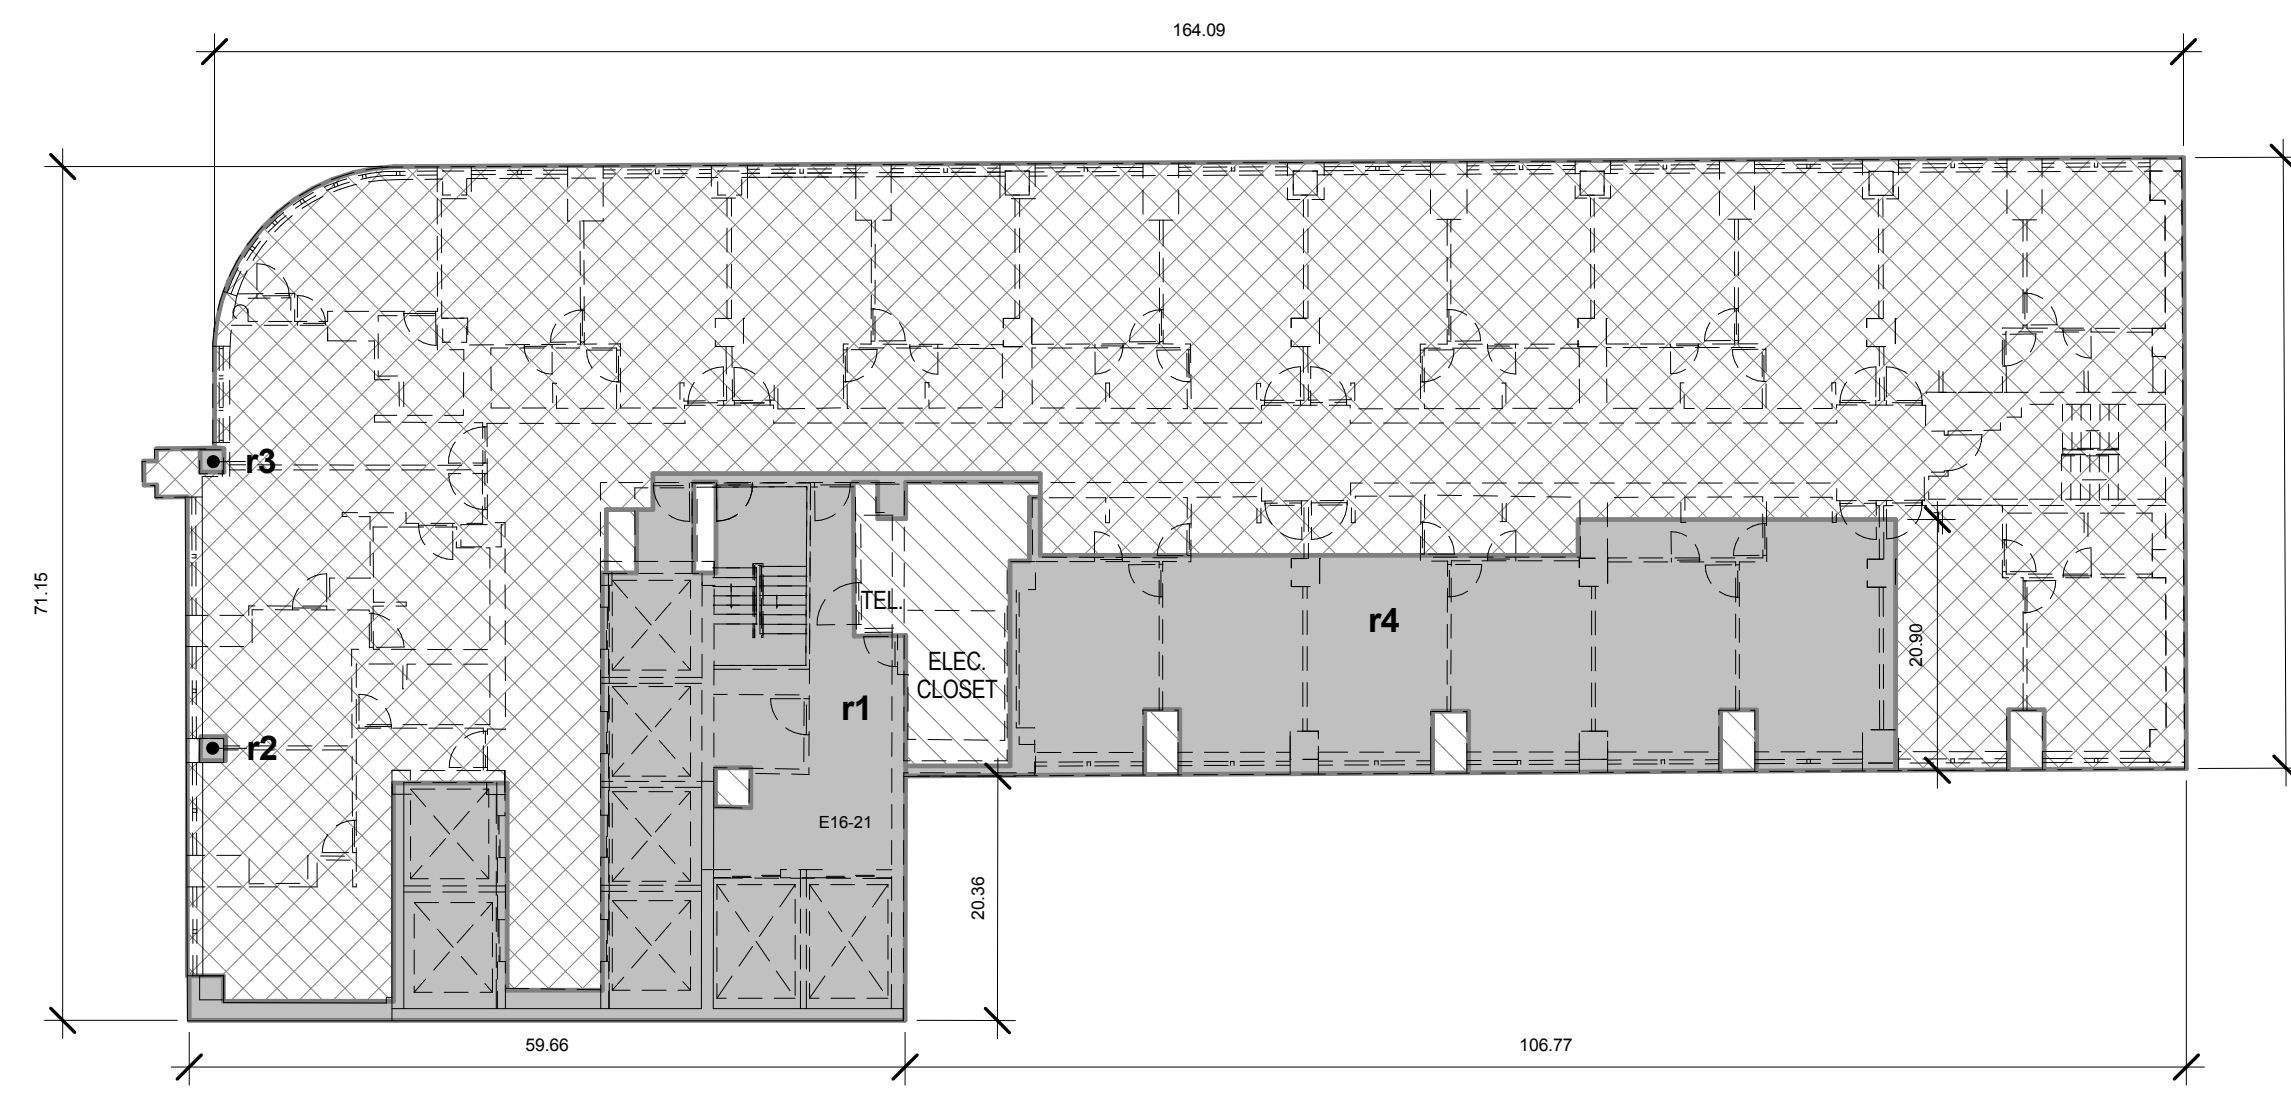 164.09
r3
71.15
TEL.
r4
20.90
ELEC.
CLOSET
r1
r2
E16-21
20.36
59.66
106.77